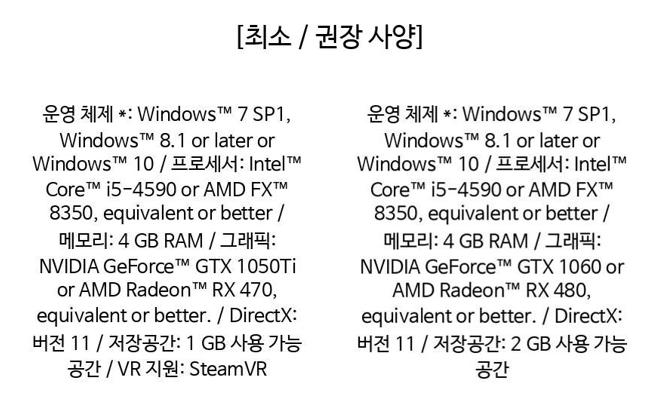 [최소 / 권장 사양]
운영 체제 *: Windows™ 7 SP1,
Windows™ 8.1 or later or
Windows™ 10 / 프로세서: Intel™
Core™ i5-4590 or AMD FX™
8350, equivalent or better /
메모리: 4 GB RAM / 그래픽:
NVIDIA GeForce™ GTX 1050Ti
or AMD Radeon™ RX 470,
equivalent or better. / DirectX:
버전 11 / 저장공간: 1 GB 사용 가능
공간 / VR 지원: SteamVR
운영 체제 *: Windows™ 7 SP1,
Windows™ 8.1 or later or
Windows™ 10 / 프로세서: Intel™
Core™ i5-4590 or AMD FX™
8350, equivalent or better /
메모리: 4 GB RAM / 그래픽:
NVIDIA GeForce™ GTX 1060 or
AMD Radeon™ RX 480,
equivalent or better. / DirectX:
버전 11 / 저장공간: 2 GB 사용 가능
공간